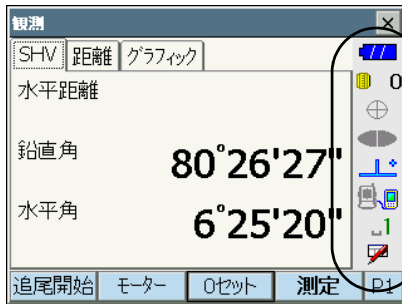 観測
SHV 距離 グラフィック
水平距離
0
鉛直角 80°26'27"
水平角 6°25'20"
1
追尾開始 モーター 0セット 測定 P1